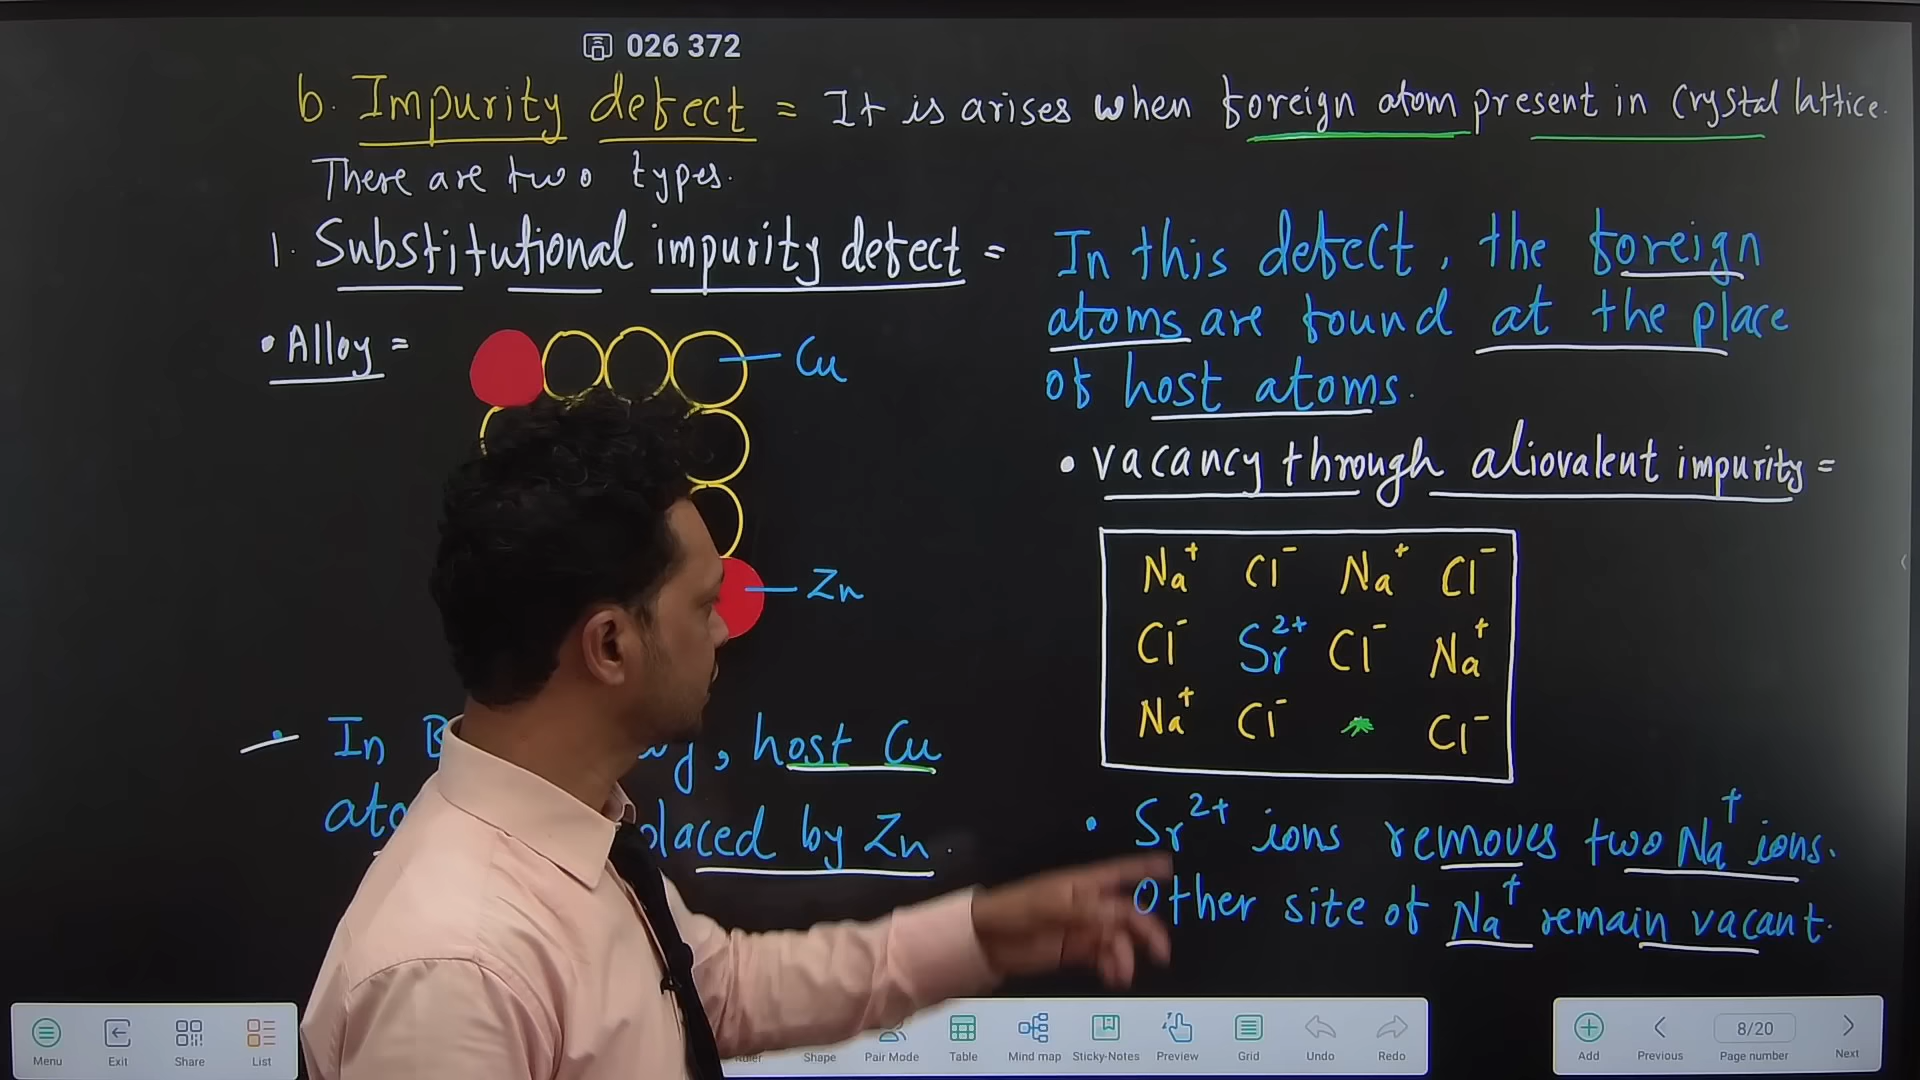 026 372
b. Impurity defect = It is arises when foreign atom present in crystal lattice.
There are two types.
1. Substitutional impurity defect = In this defect, the foreign
atoms are found at the place
of host atoms.
• Alloy =
Cu
Zn
• In , host Cu
placed by Zn.
• vacancy through aliovalent impurity =
Na⁺ Cl⁻ Na⁺ Cl⁻
Cl⁻ Sr²⁺ Cl⁻ Na⁺
Na⁺ Cl⁻ Cl⁻
• Sr²⁺ ions removes two Na⁺ ions.
Other site of Na⁺ remain vacant.
Menu Exit Share List Shape Pair Mode Table Mind map Sticky-Notes Preview Grid Undo Redo Add Previous 8/20 Page number Next